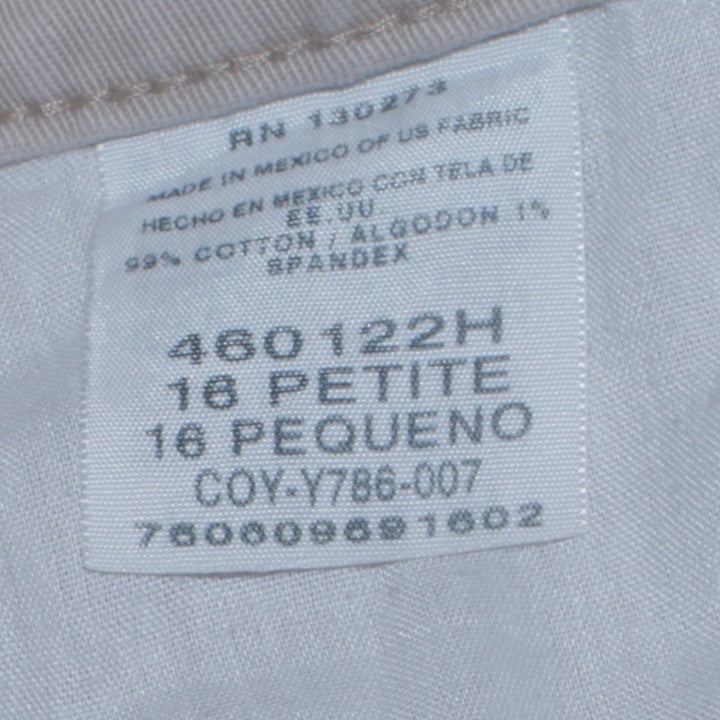 RN 130273
MADE IN MEXICO OF US FABRIC
HECHO EN MEXICO CON TELA DE
EE.UU.
99% COTTON / ALGODON 1%
SPANDEX
460122H
16 PETITE
16 PEQUENO
COY-Y786-007
760609691602